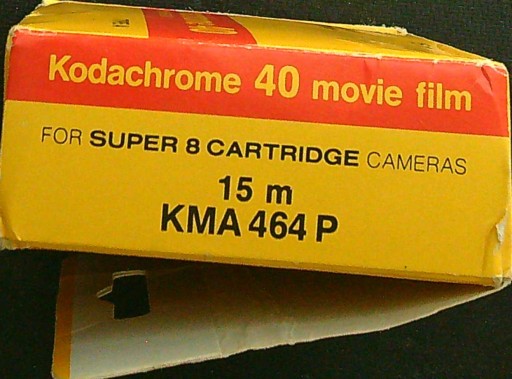 Kodachrome 40 movie film
FOR SUPER 8 CARTRIDGE CAMERAS
15 m
KMA 464 P